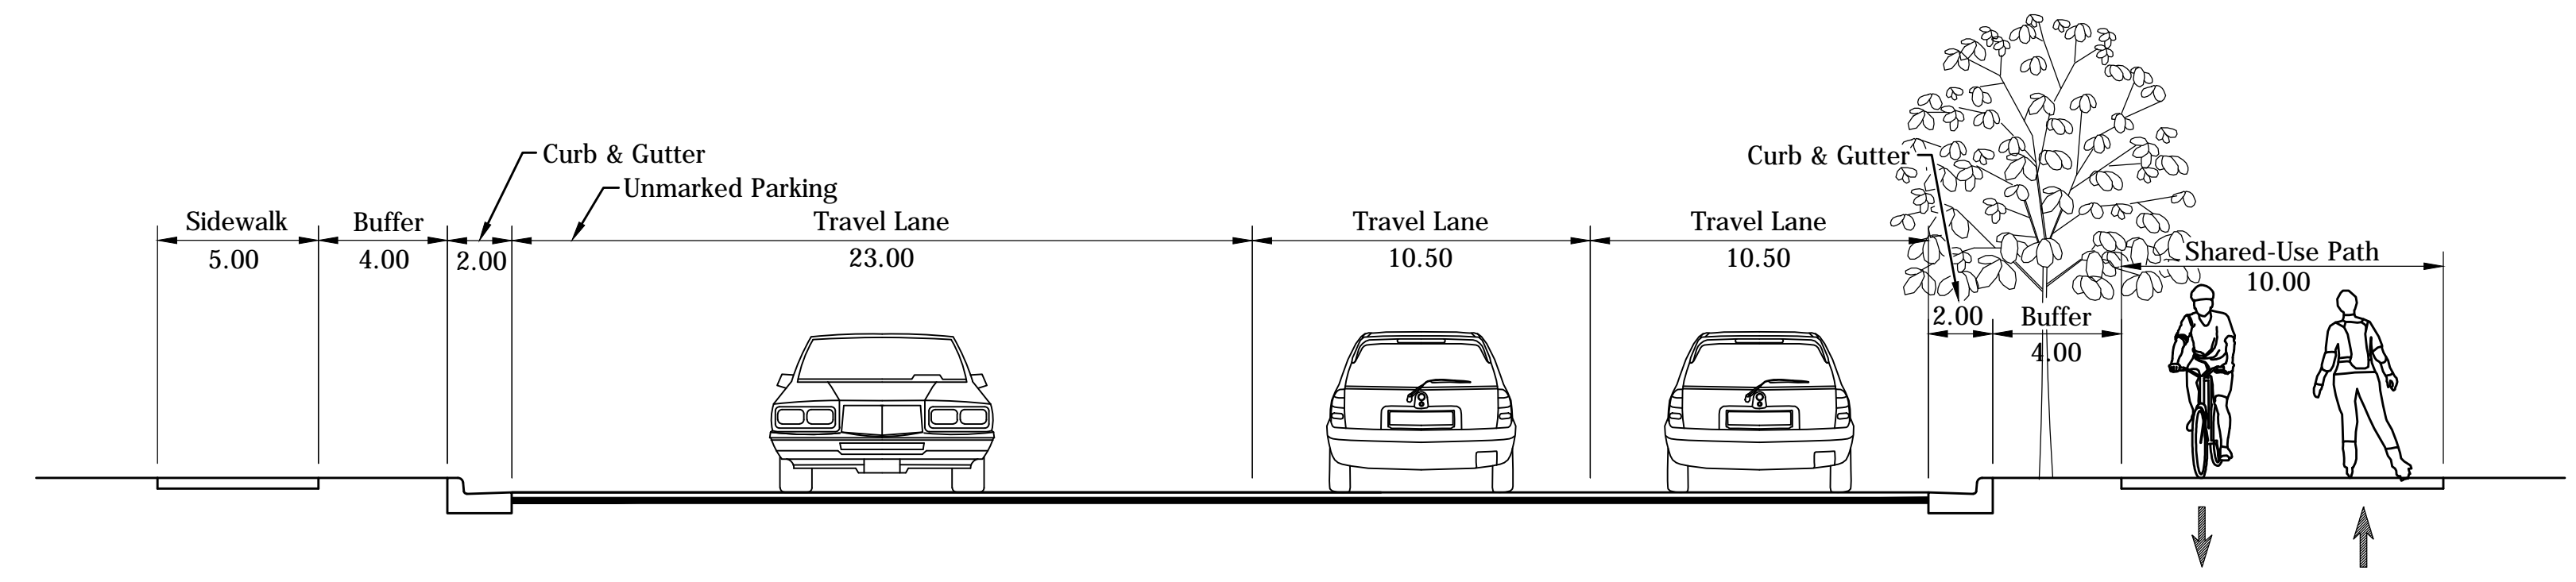 Curb & Gutter
Unmarked Parking
Sidewalk
5.00
Buffer
4.00
2.00
Travel Lane
23.00
Travel Lane
10.50
Travel Lane
10.50
Curb & Gutter
2.00
Buffer
4.00
Shared-Use Path
10.00